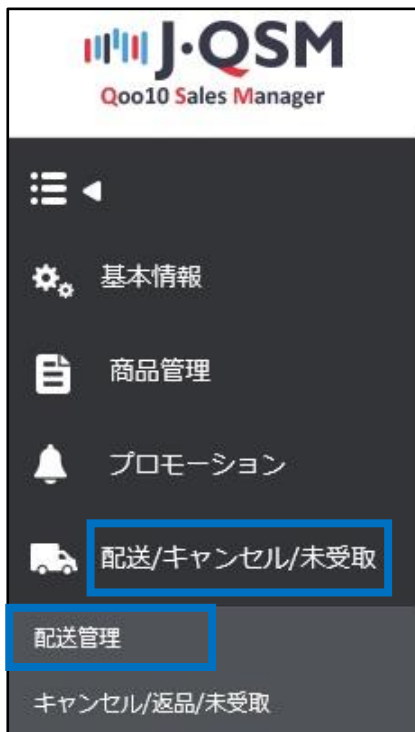 J·QSM
Qoo10 Sales Manager
基本情報
商品管理
プロモーション
配送/キャンセル/未受取
配送管理
キャンセル/返品/未受取